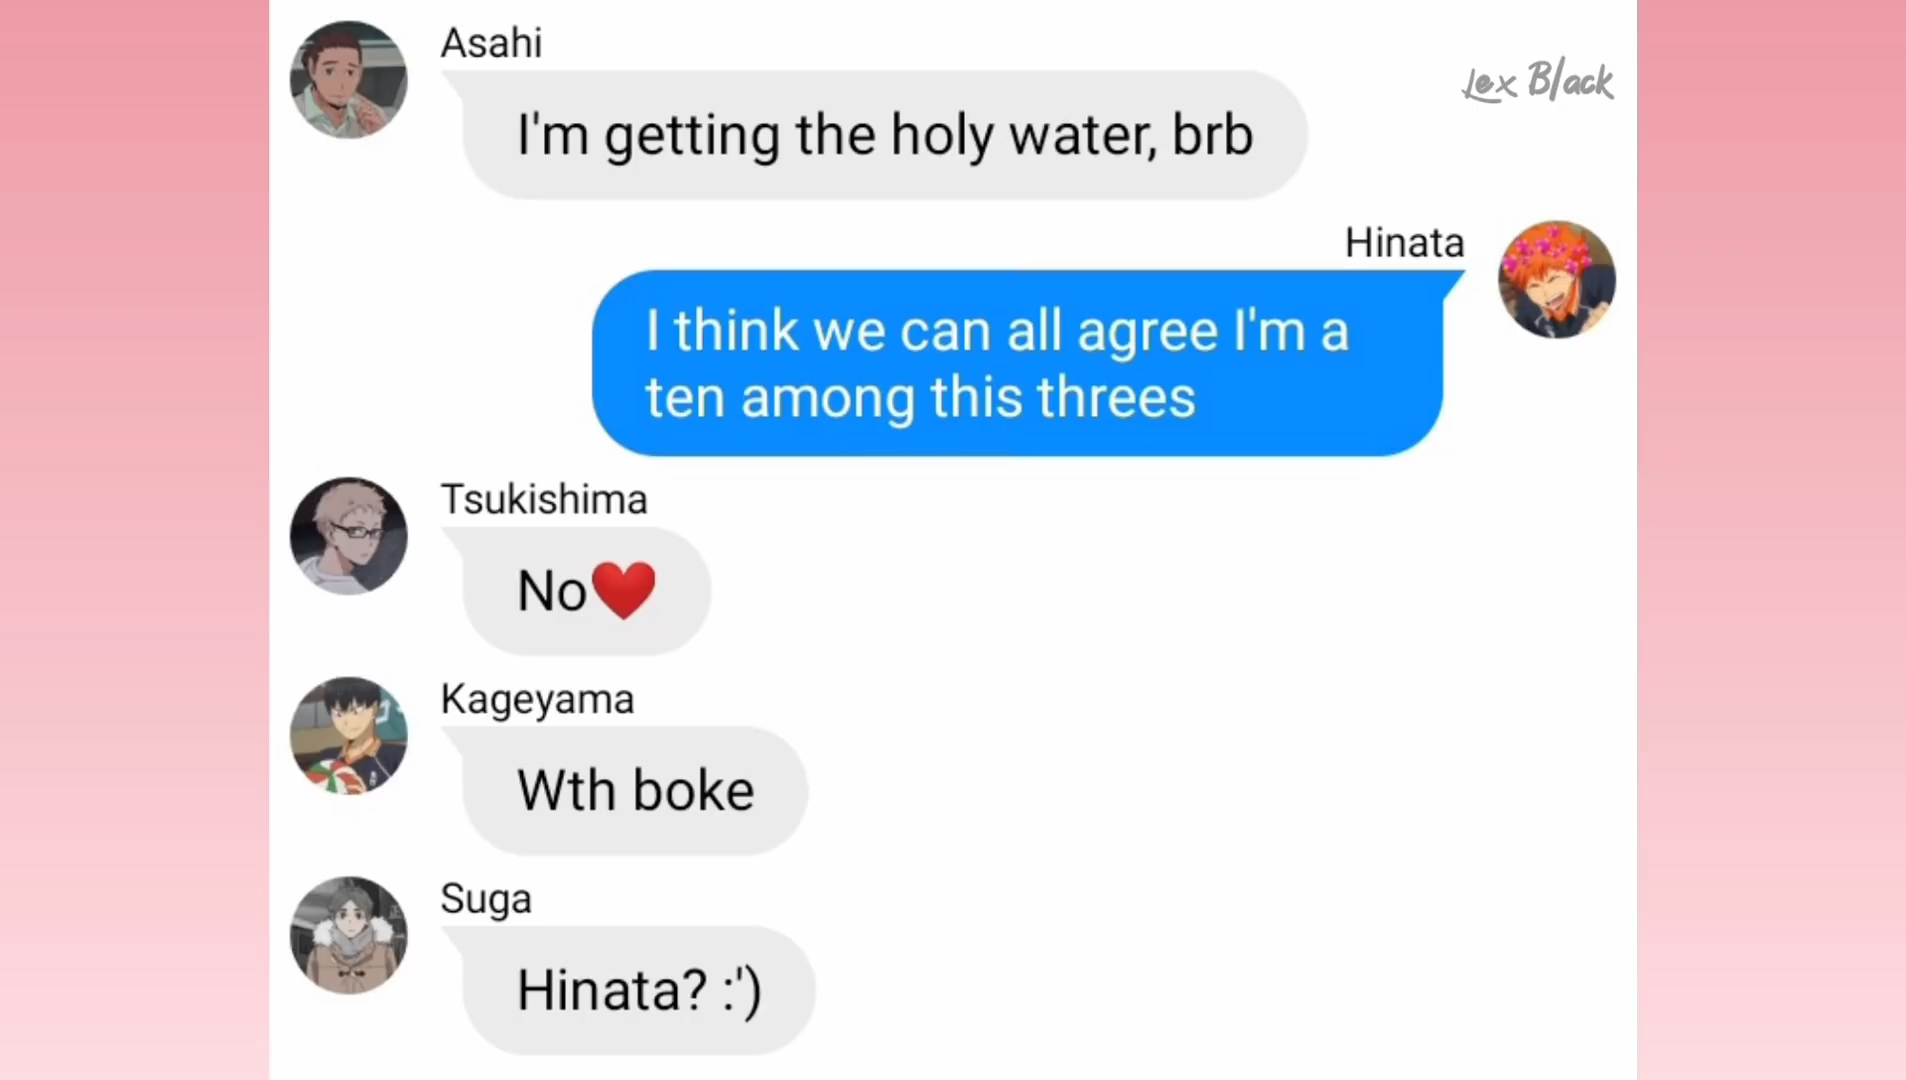 Asahi
Lex Black
I'm getting the holy water, brb
Hinata
I think we can all agree I'm a
ten among this threes
Tsukishima
No❤️
Kageyama
Wth boke
Suga
Hinata? :')